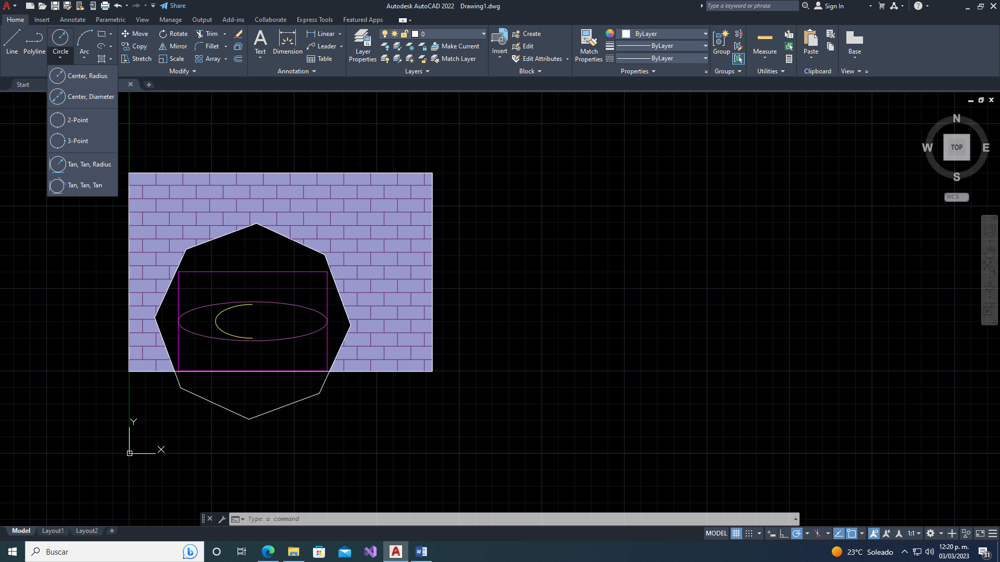 Share
Autodesk AutoCAD 2022 Drawing1.dwg
Type a keyword or phrase
Sign In
Home Insert Annotate Parametric View Manage Output Add-ins Collaborate Express Tools Featured Apps
Line Polyline Circle Arc
Move Rotate Trim
Copy Mirror Fillet
Stretch Scale Array
Modify
Text Dimension
Linear
Leader
Table
Annotation
Layer Properties
0
Make Current
Match Layer
Layers
Insert
Create
Edit
Edit Attributes
Block
Match Properties
ByLayer
ByLayer
ByLayer
Properties
Group
Groups
Measure
Utilities
Paste
Clipboard
Base
View
Start
Center, Radius
Center, Diameter
2-Point
3-Point
Tan, Tan, Radius
Tan, Tan, Tan
N
W TOP E
S
WCS
Y
X
Type a command
Model Layout1 Layout2
MODEL
1:1
Buscar
23°C Soleado
12:20 p. m.
03/03/2023
31